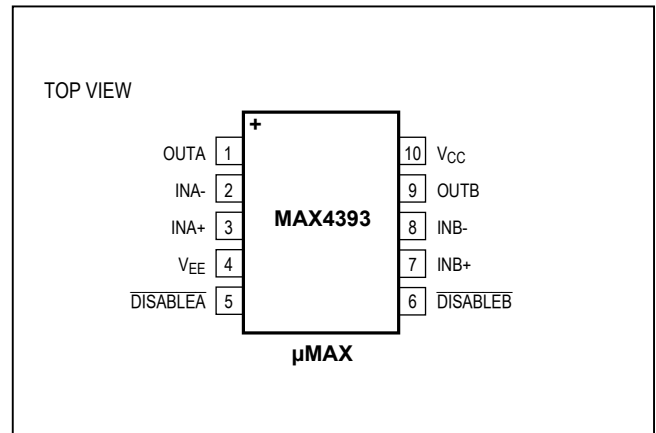 TOP VIEW
+
OUTA 1
INA- 2
INA+ 3
VEE 4
DISABLEA 5
MAX4393
10 VCC
9 OUTB
8 INB-
7 INB+
6 DISABLEB
µMAX